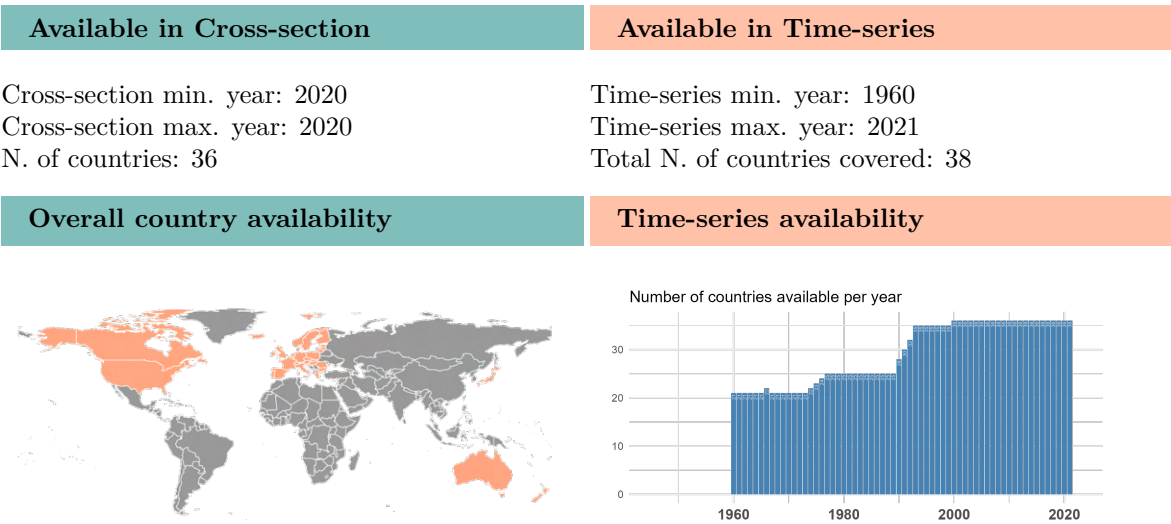 Available in Cross-section
Available in Time-series
Cross-section min. year: 2020
Cross-section max. year: 2020
N. of countries: 36
Time-series min. year: 1960
Time-series max. year: 2021
Total N. of countries covered: 38
Overall country availability
Time-series availability
Number of countries available per year
30
20
10
0
1960 1980 2000 2020